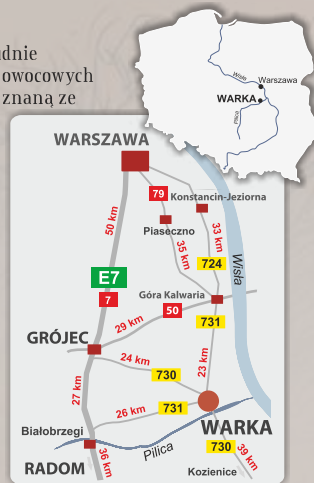 udnie
owocowych
znaną ze
Wisła
Warszawa
WARKA
Pilica
WARSZAWA
79
Konstancin-Jeziorna
50 km
Piaseczno
33 km
35 km
724
Wisła
E7
7
Góra Kalwaria
50
731
29 km
GRÓJEC
24 km
730
23 km
27 km
26 km
731
WARKA
Białobrzegi
730
Pilica
39 km
RADOM
36 km
Kozienice